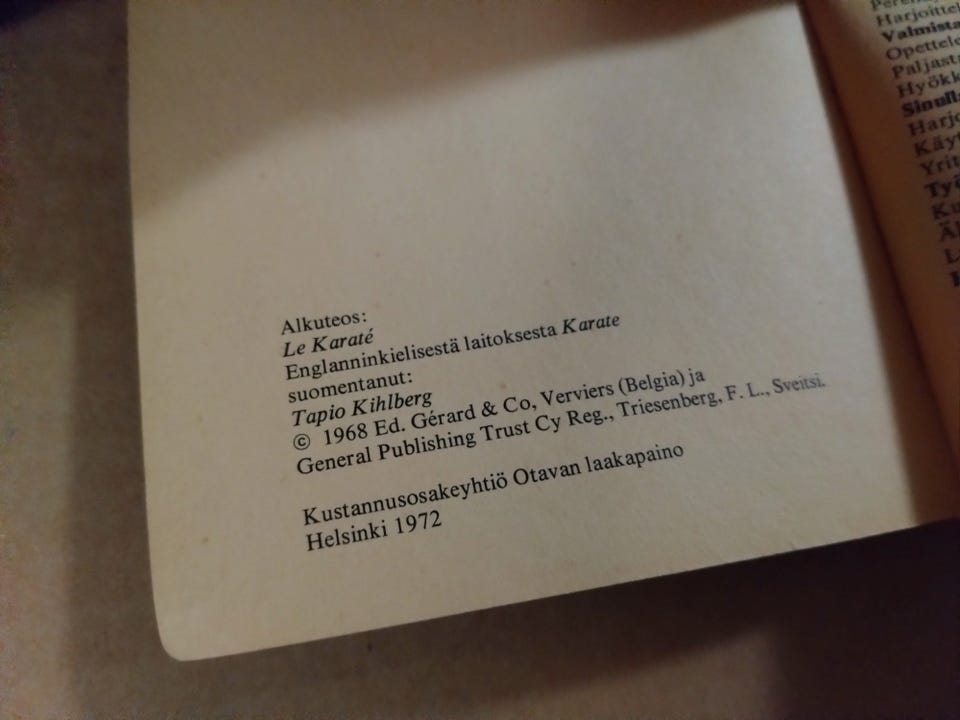 Alkuteos:
Le Karaté
Englanninkielisestä laitoksesta Karate
suomentanut:
Tapio Kihlberg
© 1968 Ed. Gérard & Co, Verviers (Belgia) ja
General Publishing Trust Cy Reg., Triesenberg, F. L., Sveitsi.
Kustannusosakeyhtiö Otavan laakapaino
Helsinki 1972